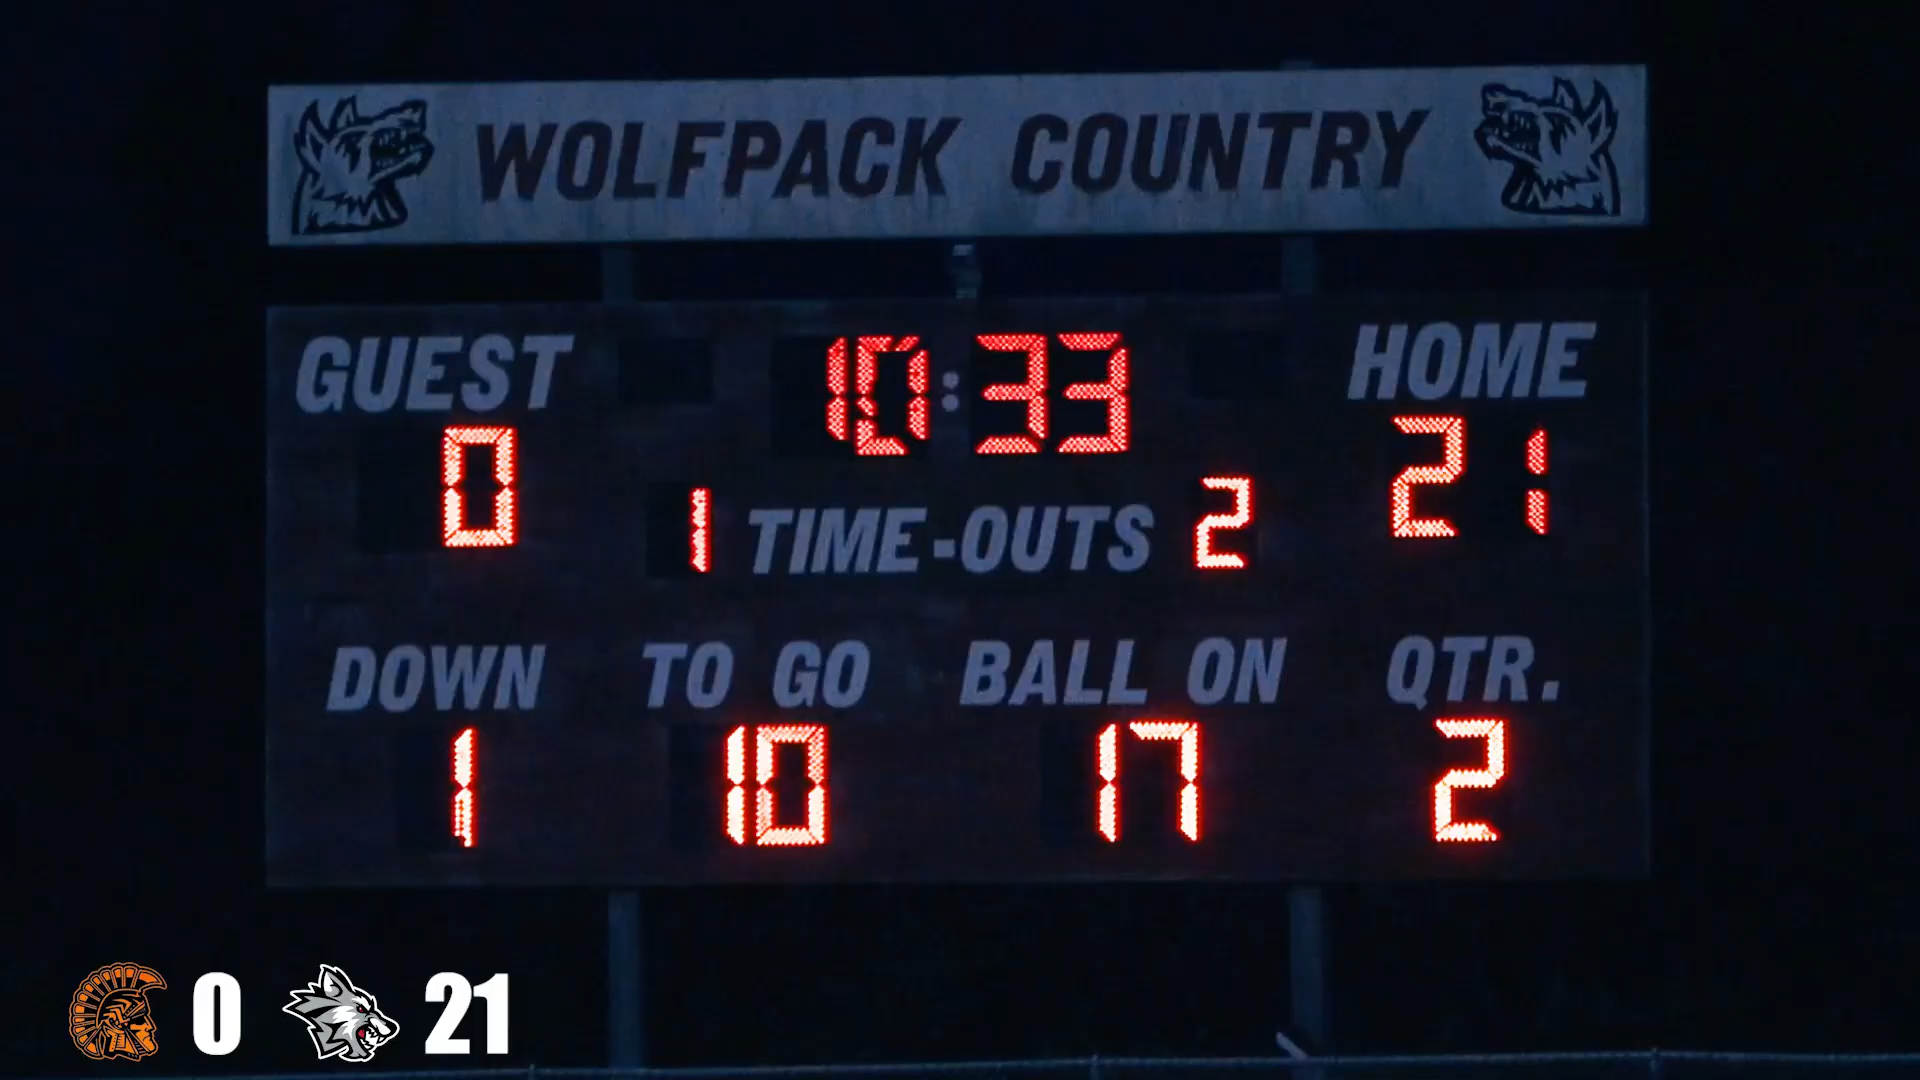 WOLFPACK COUNTRY
GUEST 10:33 HOME
0 21
1 TIME-OUTS 2
DOWN TO GO BALL ON QTR.
1 10 17 2
0 21